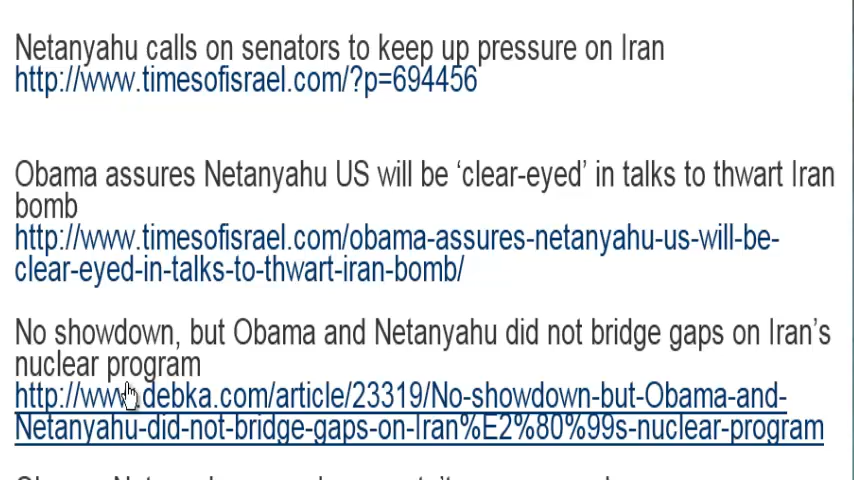 Netanyahu calls on senators to keep up pressure on Iran
http://www.timesofisrael.com/?p=694456
Obama assures Netanyahu US will be ‘clear-eyed’ in talks to thwart Iran
bomb
http://www.timesofisrael.com/obama-assures-netanyahu-us-will-be-
clear-eyed-in-talks-to-thwart-iran-bomb/
No showdown, but Obama and Netanyahu did not bridge gaps on Iran’s
nuclear program
http://www.debka.com/article/23319/No-showdown-but-Obama-and-
Netanyahu-did-not-bridge-gaps-on-Iran%E2%80%99s-nuclear-program